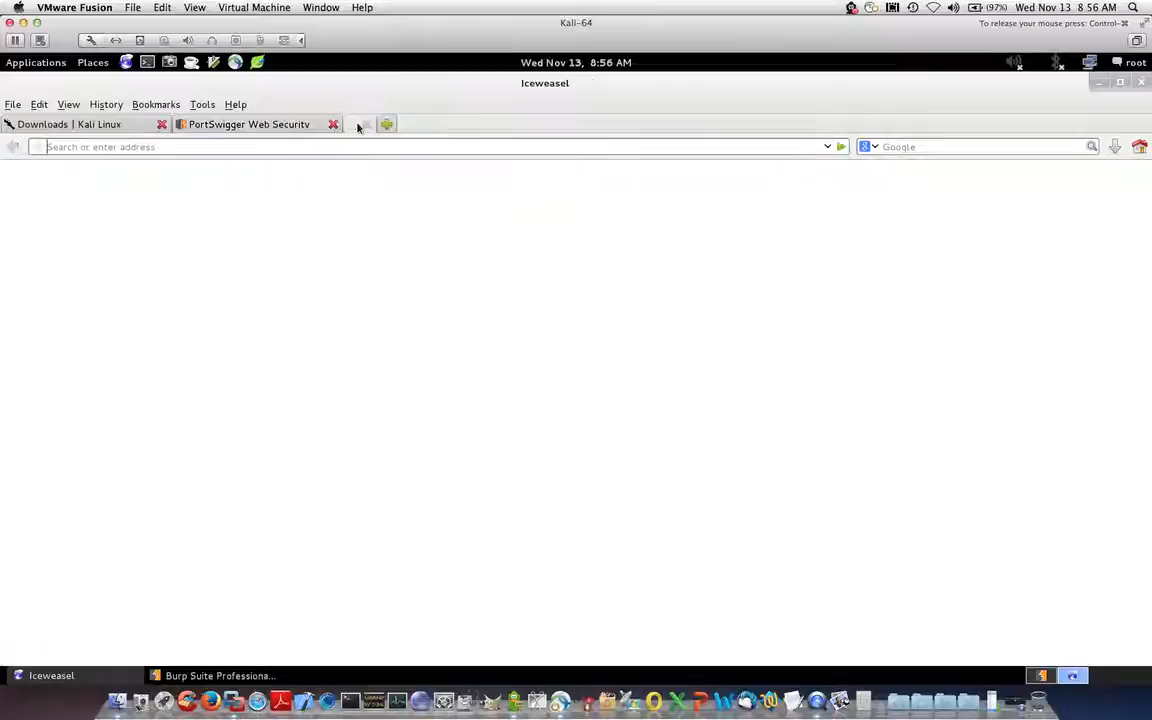 VMware Fusion File Edit View Virtual Machine Window Help (97%) Wed Nov 13 8:56 AM
Kali-64
To release your mouse press: Control-⌘
Applications Places Wed Nov 13, 8:56 AM root
Iceweasel
File Edit View History Bookmarks Tools Help
Downloads | Kali Linux PortSwigger Web Security
Search or enter address Google
Iceweasel Burp Suite Professiona...